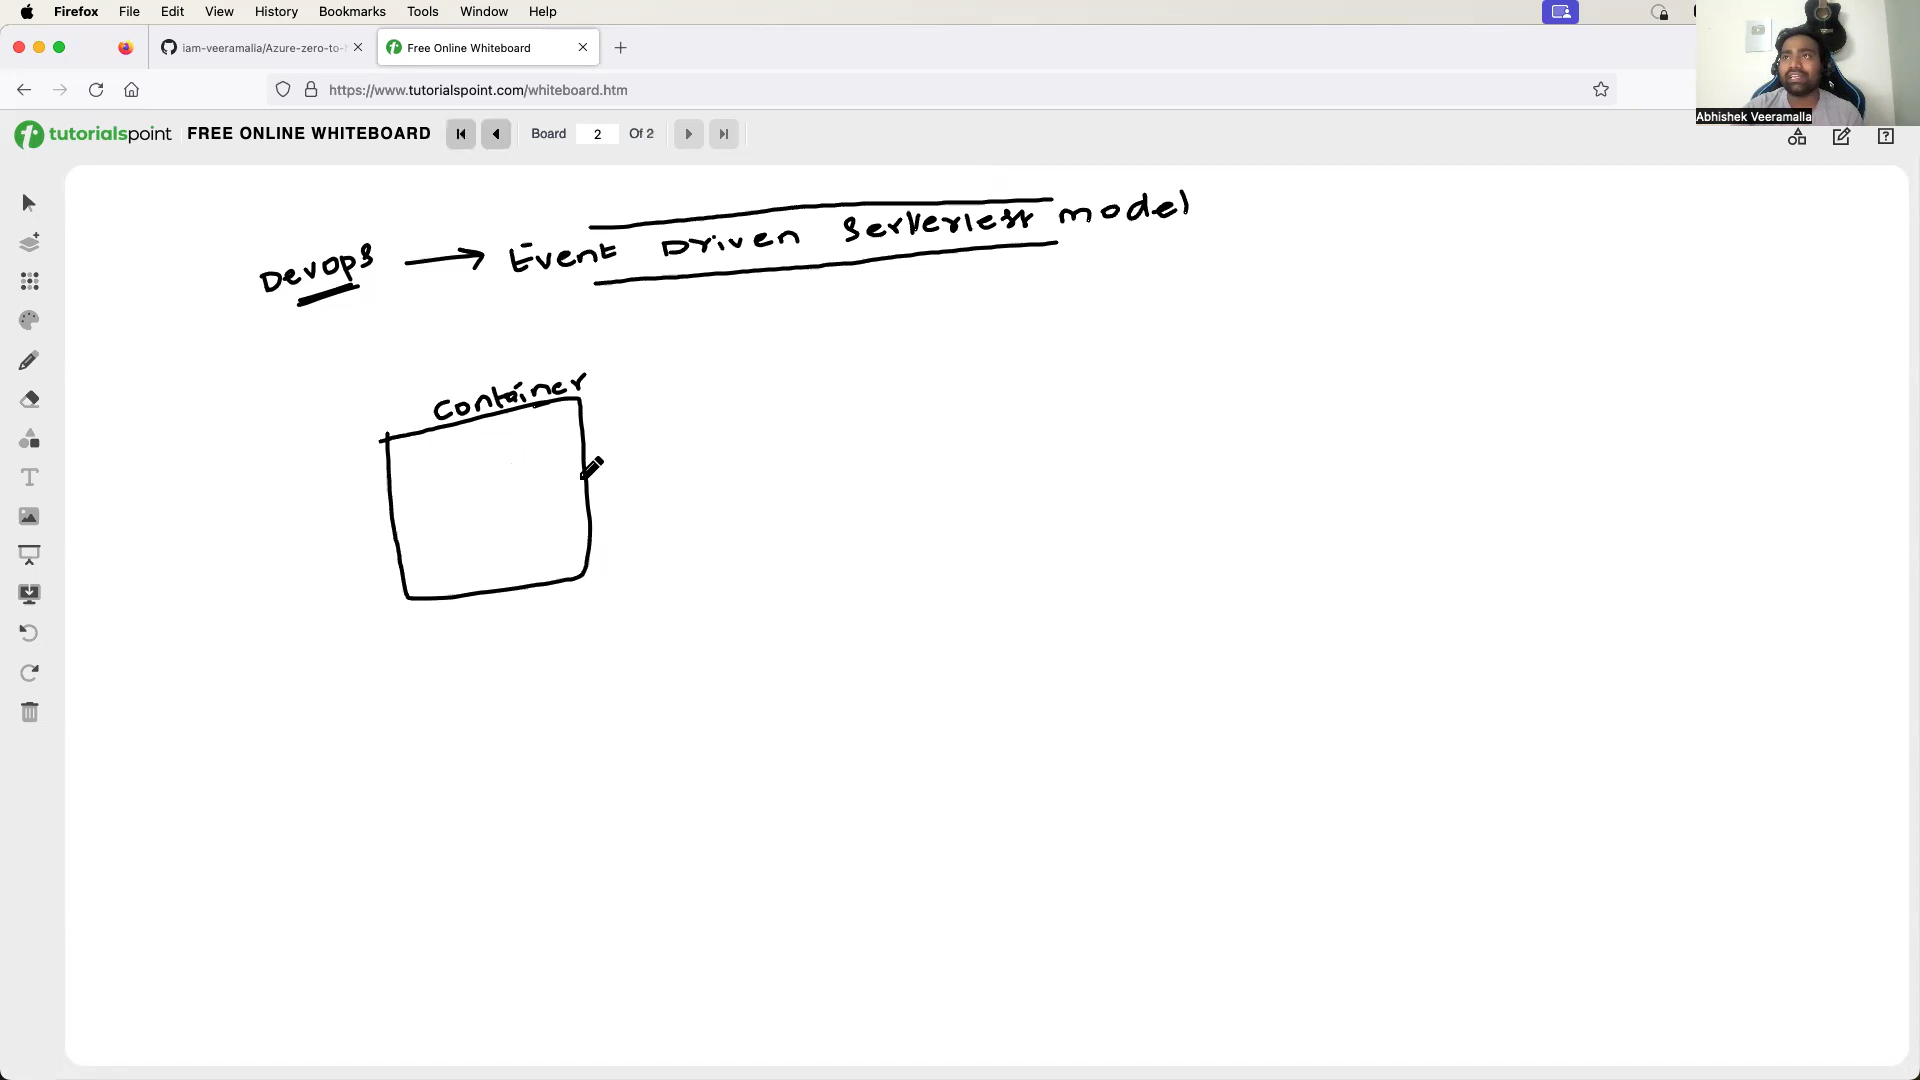 Firefox File Edit View History Bookmarks Tools Window Help
iam-veeramalla/Azure-zero-to-
Free Online Whiteboard
https://www.tutorialspoint.com/whiteboard.htm
Abhishek Veeramalla
tutorialspoint FREE ONLINE WHITEBOARD Board 2 Of 2
DevOps → Event Driven Serverless model
Container